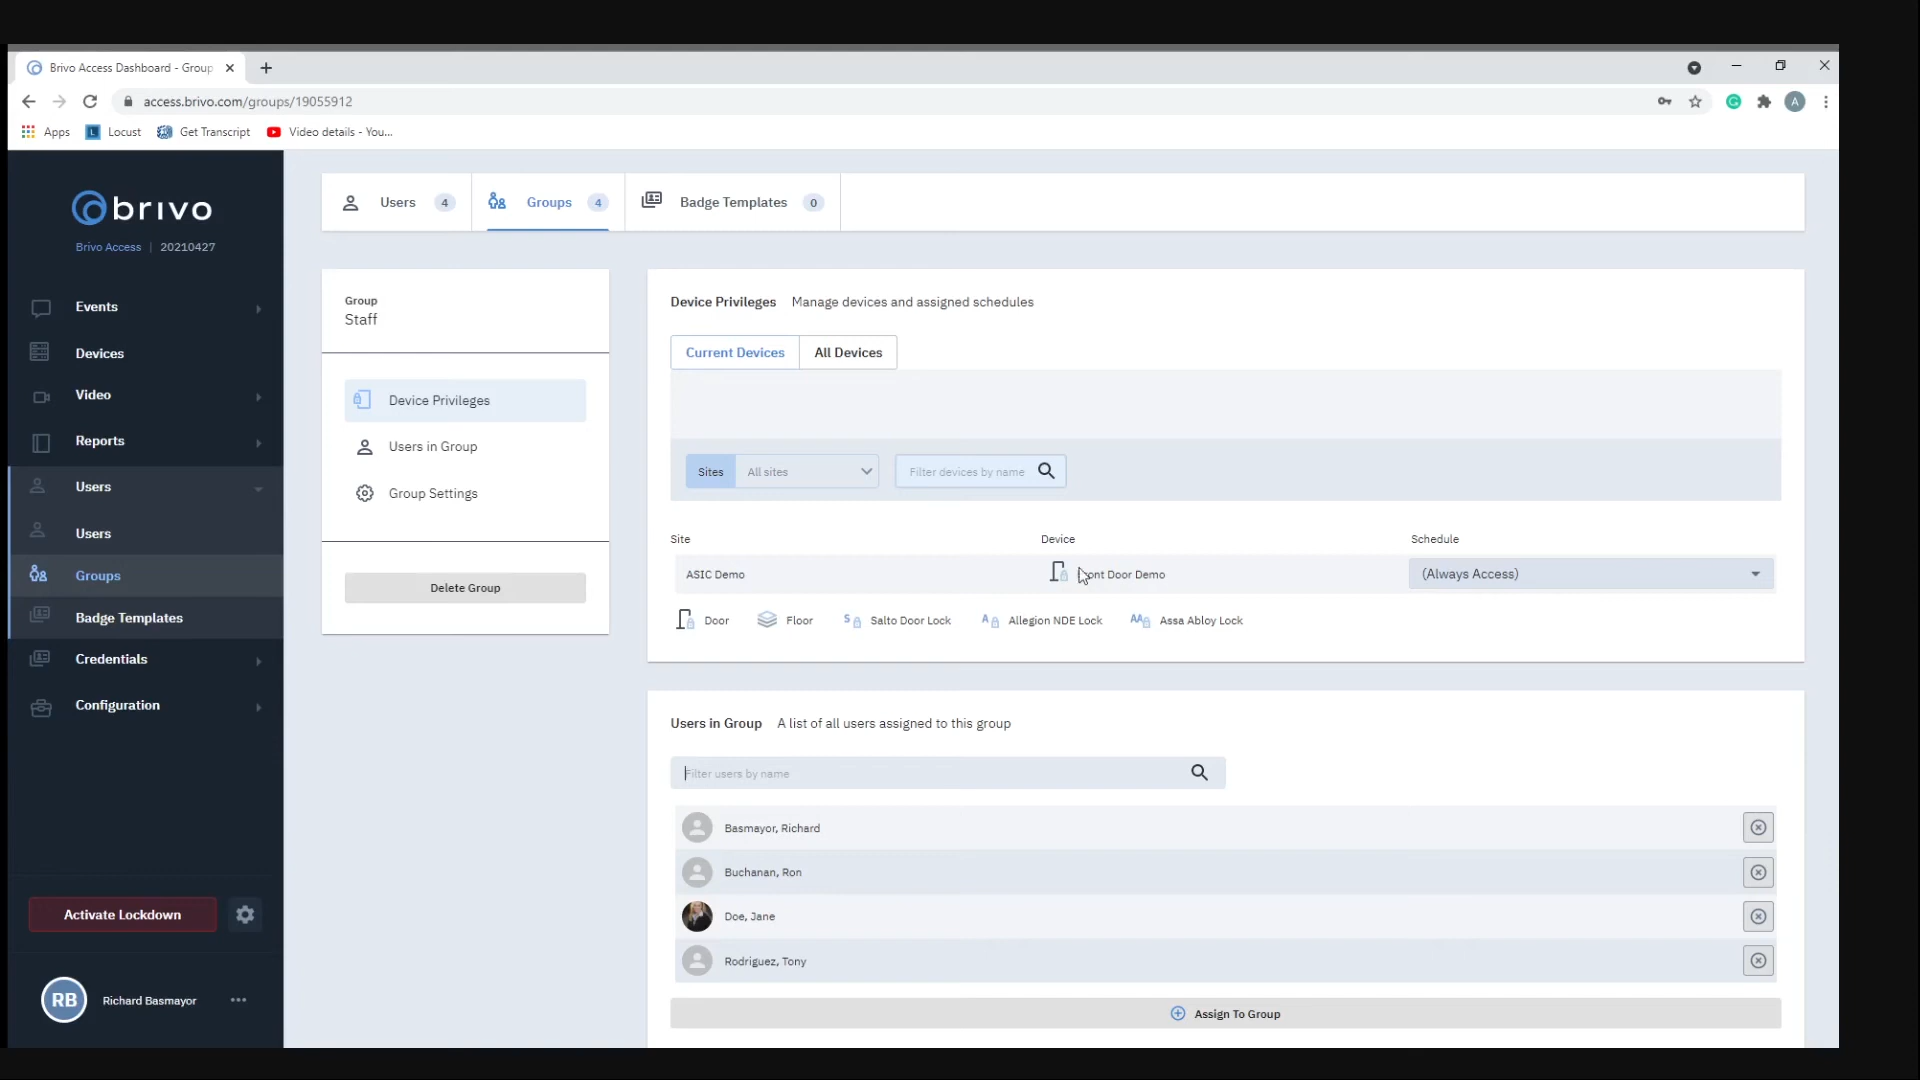 Brivo Access Dashboard - Group
access.brivo.com/groups/19055912
A
Apps
L
Locust
Get Transcript
Video details - You...
brivo
Brivo Access | 20210427
Events
Devices
Video
Reports
Users
Users
Groups
Badge Templates
Credentials
Configuration
Activate Lockdown
RB
Richard Basmayor
Users 4
Groups 4
Badge Templates 0
Group
Staff
Device Privileges
Users in Group
Group Settings
Delete Group
Device Privileges Manage devices and assigned schedules
Current Devices
All Devices
Sites
All sites
Filter devices by name
Site Device Schedule
ASIC Demo
ont Door Demo
(Always Access)
Door
Floor
S
Salto Door Lock
A
Allegion NDE Lock
AA
Assa Abloy Lock
Users in Group A list of all users assigned to this group
Filter users by name
Basmayor, Richard
Buchanan, Ron
Doe, Jane
Rodriguez, Tony
Assign To Group